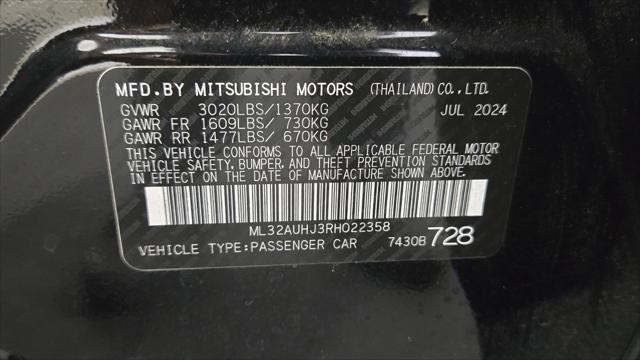 MFD.BY MITSUBISHI MOTORS (THAILAND)CO.,LTD.
GVWR 3020LBS/1370KG JUL 2024
GAWR FR 1609LBS/ 730KG
GAWR RR 1477LBS/ 670KG
THIS VEHICLE CONFORMS TO ALL APPLICABLE FEDERAL MOTOR
VEHICLE SAFETY, BUMPER, AND THEFT PREVENTION STANDARDS
IN EFFECT ON THE DATE OF MANUFACTURE SHOWN ABOVE.
ML32AUHJ3RH022358
VEHICLE TYPE:PASSENGER CAR 7430B 728